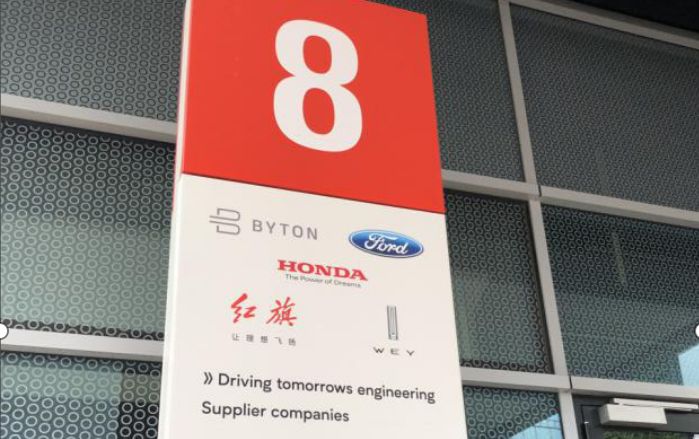 8
BYTON
Ford
HONDA
The Power of Dreams
红旗
让理想飞扬
WEY
» Driving tomorrows engineering
Supplier companies